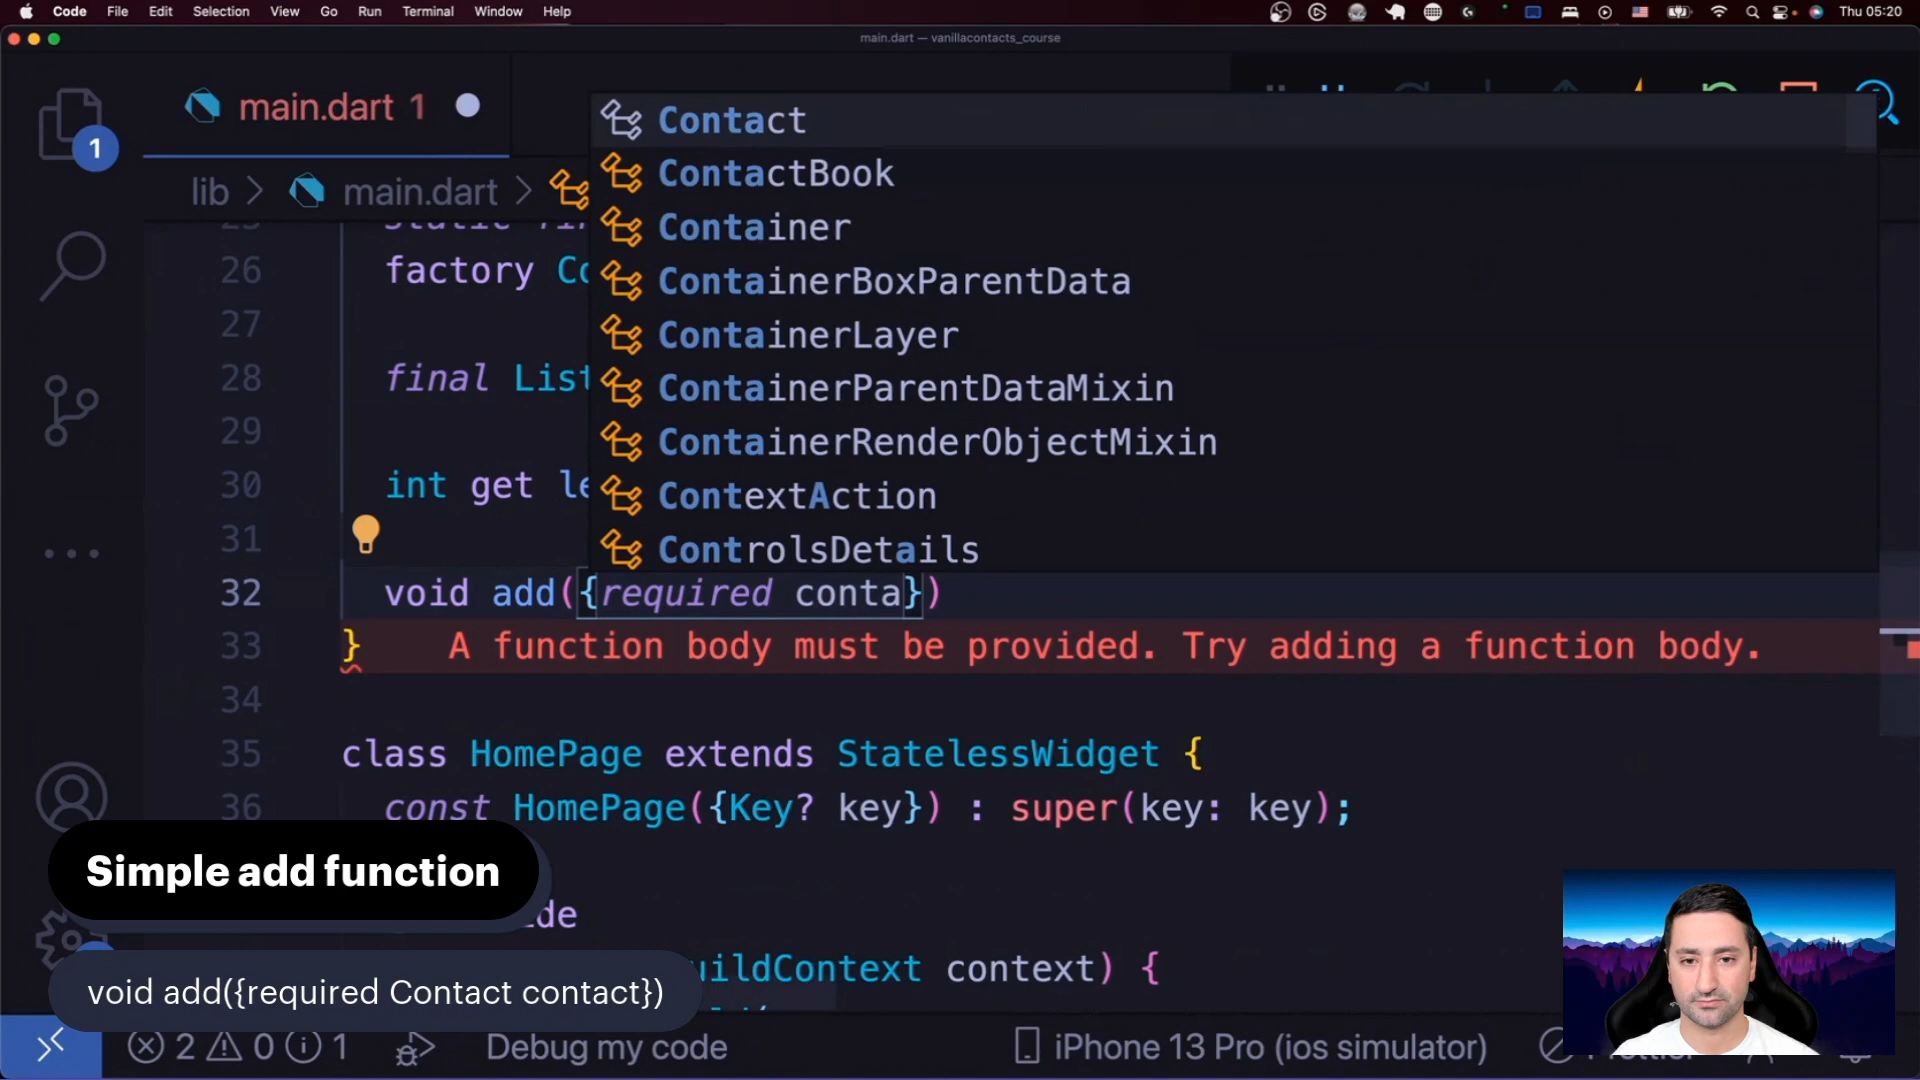 Code File Edit Selection View Go Run Terminal Window Help Thu 05:20
main.dart — vanillacontacts_course
main.dart 1
1
lib > main.dart >
Contact
ContactBook
Container
ContainerBoxParentData
ContainerLayer
ContainerParentDataMixin
ContainerRenderObjectMixin
ContextAction
ControlsDetails
26 factory Co
27
28 final List
29
30 int get le
31
32 void add({required conta})
33 } A function body must be provided. Try adding a function body.
34
35 class HomePage extends StatelessWidget {
36 const HomePage({Key? key}) : super(key: key);
Simple add function
ide
void add({required Contact contact})
uildContext context) {
2 0 1 Debug my code iPhone 13 Pro (ios simulator)